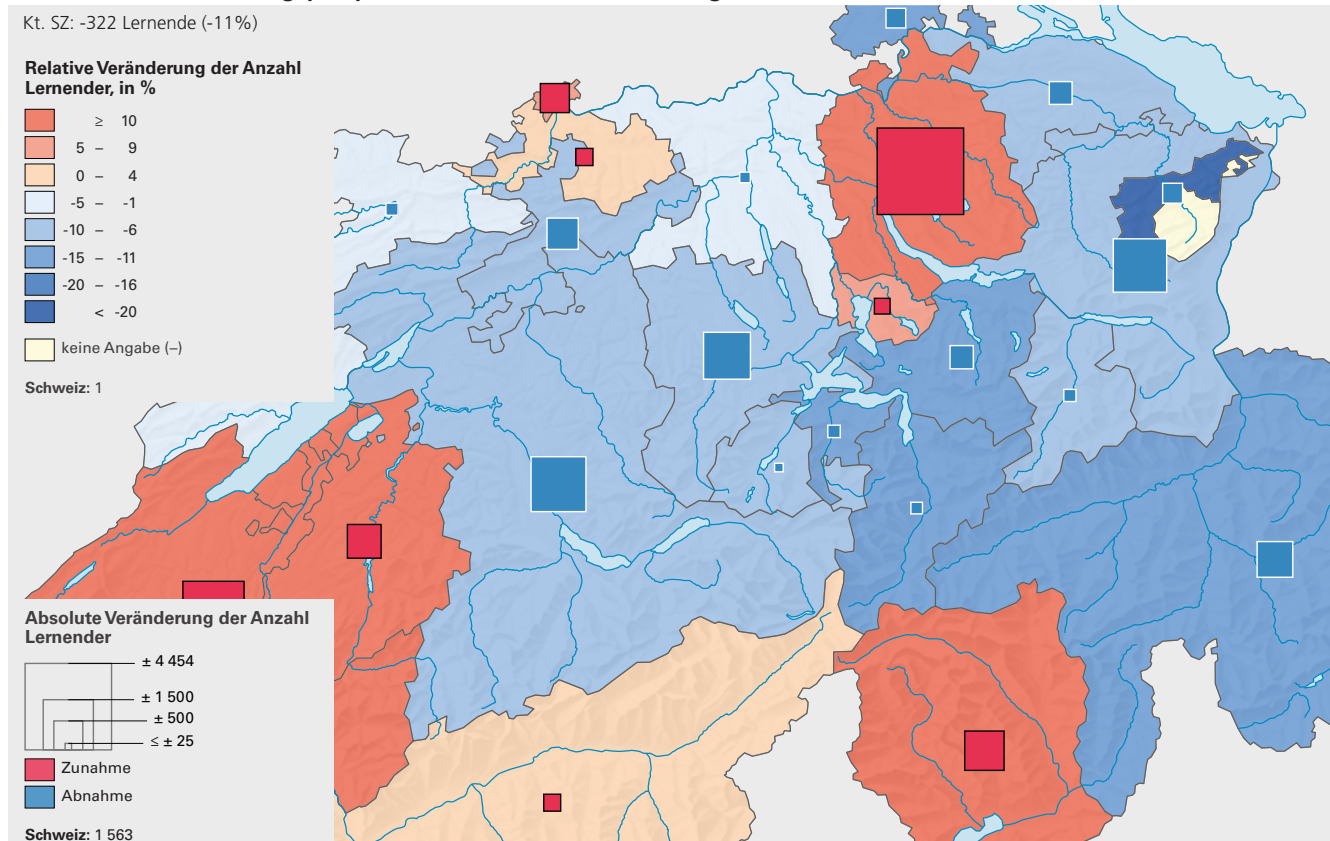 Kt. SZ: -322 Lernende (-11%)
Relative Veränderung der Anzahl
Lernender, in %
≥ 10
5 – 9
0 – 4
-5 – -1
-10 – -6
-15 – -11
-20 – -16
< -20
keine Angabe (–)
Schweiz: 1
Absolute Veränderung der Anzahl
Lernender
± 4 454
± 1 500
± 500
≤ ± 25
Zunahme
Abnahme
Schweiz: 1 563